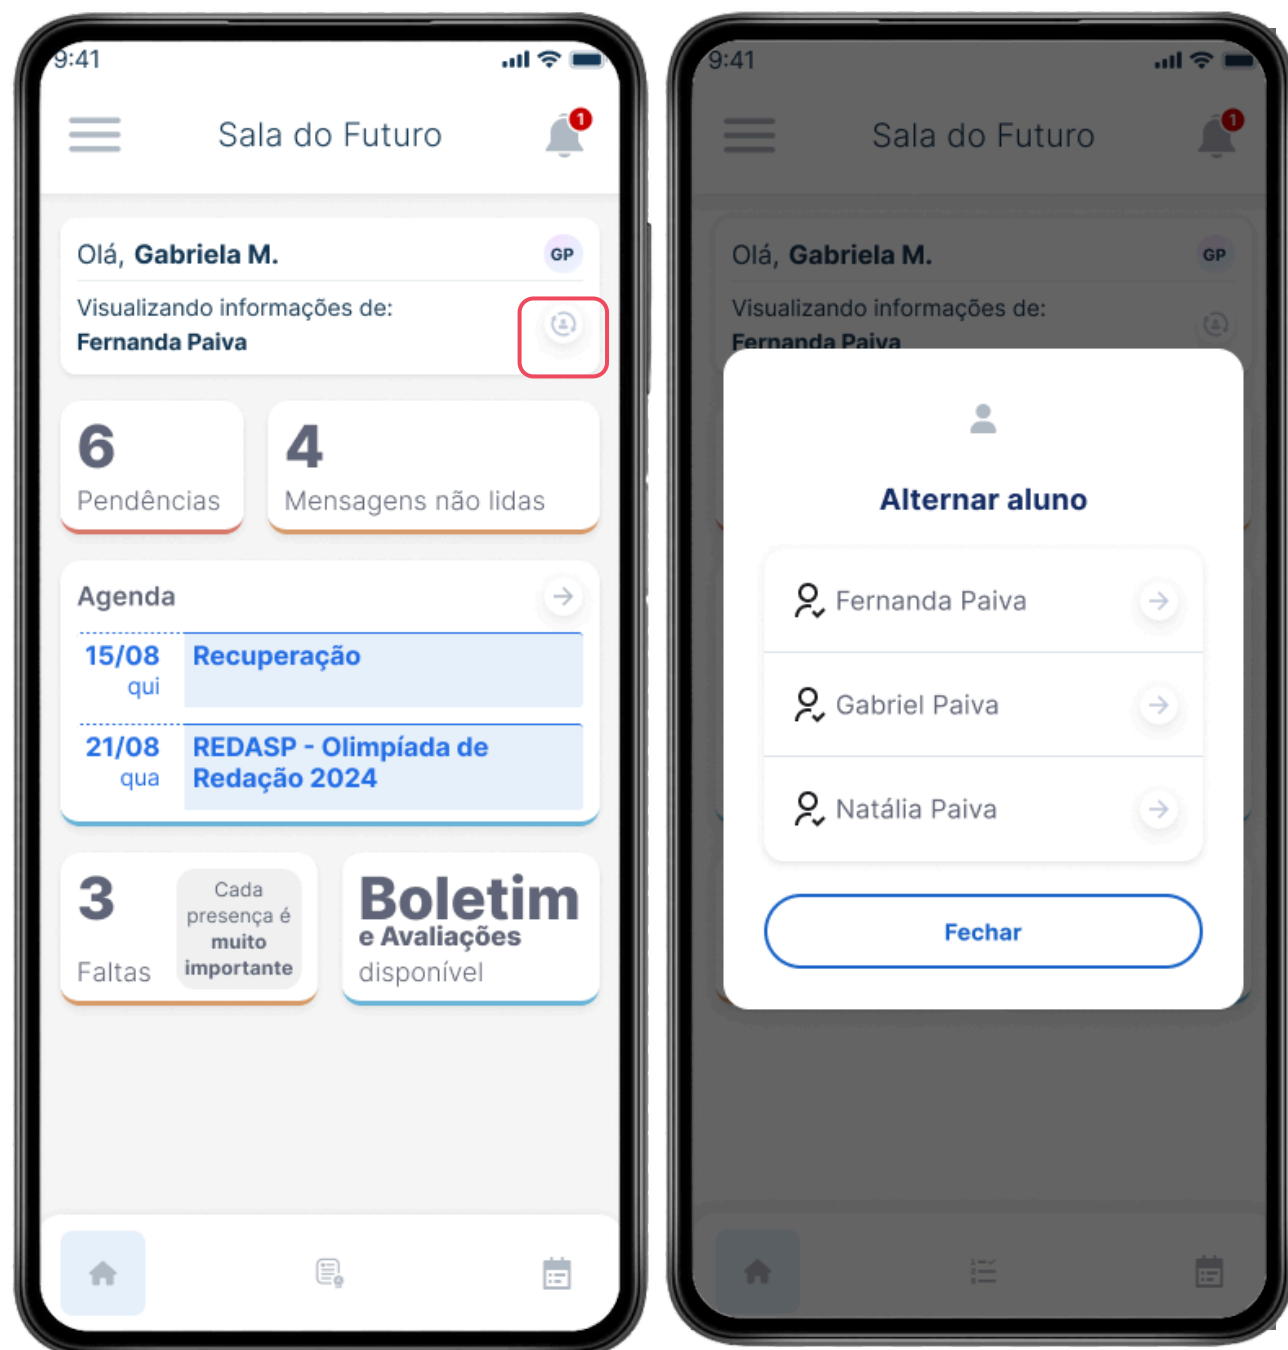 9:41
Sala do Futuro
1
Olá, Gabriela M.
GP
Visualizando informações de:
Fernanda Paiva
6
Pendências
4
Mensagens não lidas
Agenda
15/08
qui
Recuperação
21/08
qua
REDASP - Olimpíada de
Redação 2024
3
Faltas
Cada
presença é
muito
importante
Boletim
e Avaliações
disponível
9:41
Sala do Futuro
1
Olá, Gabriela M.
GP
Visualizando informações de:
Fernanda Paiva
Alternar aluno
Fernanda Paiva
Gabriel Paiva
Natália Paiva
Fechar